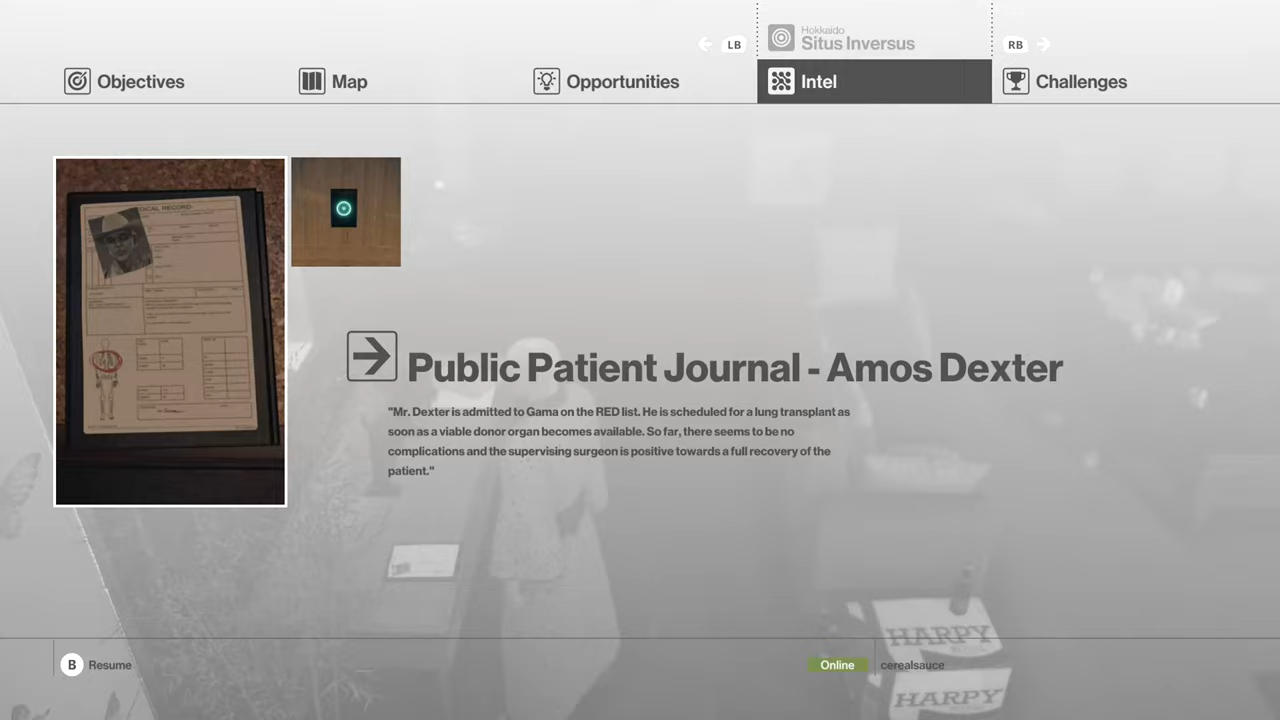 Hokkaido
Situs Inversus
LB
RB
Objectives
Map
Opportunities
Intel
Challenges
Public Patient Journal - Amos Dexter
"Mr. Dexter is admitted to Gama on the RED list. He is scheduled for a lung transplant as
soon as a viable donor organ becomes available. So far, there seems to be no
complications and the supervising surgeon is positive towards a full recovery of the
patient."
B Resume
Online cerealsauce
HARPY
HARPY